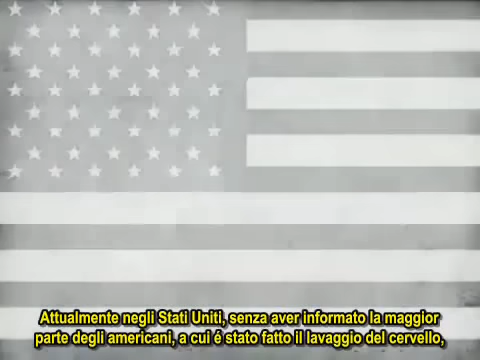 Attualmente negli Stati Uniti, senza aver informato la maggior
parte degli americani, a cui é stato fatto il lavaggio del cervello,